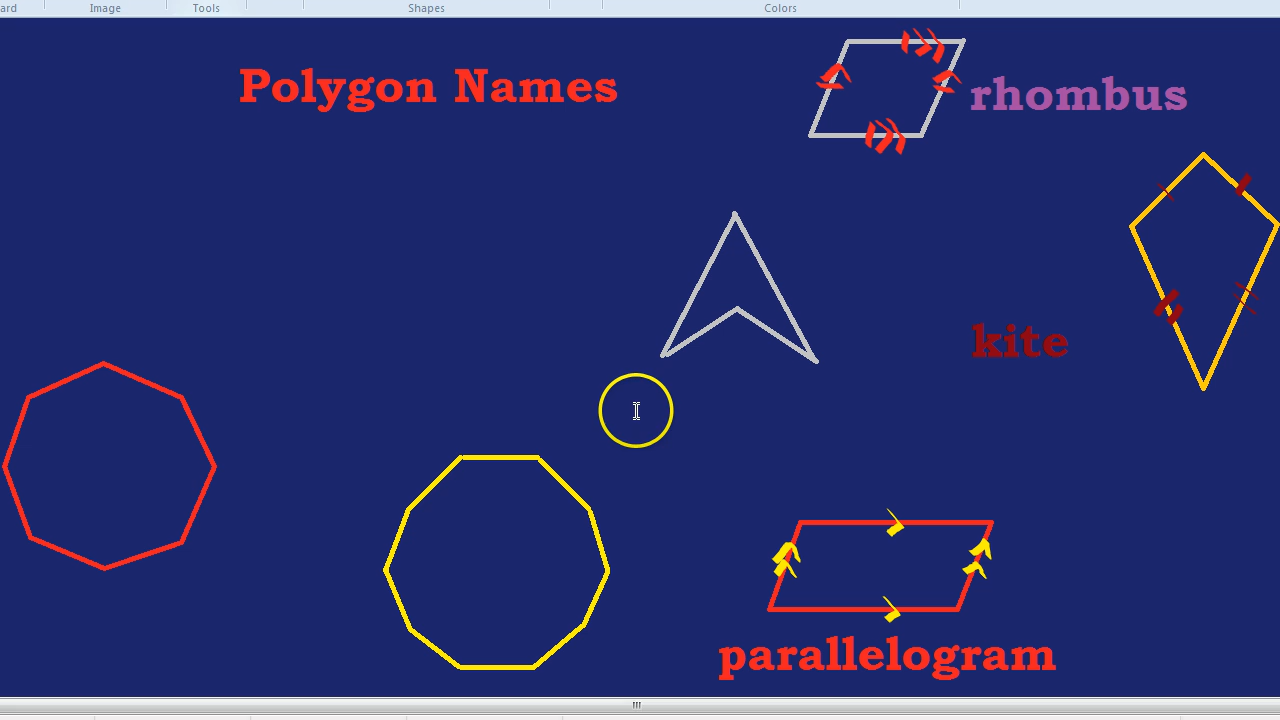 ard
Image
Tools
Shapes
Colors
Polygon Names
rhombus
kite
parallelogram